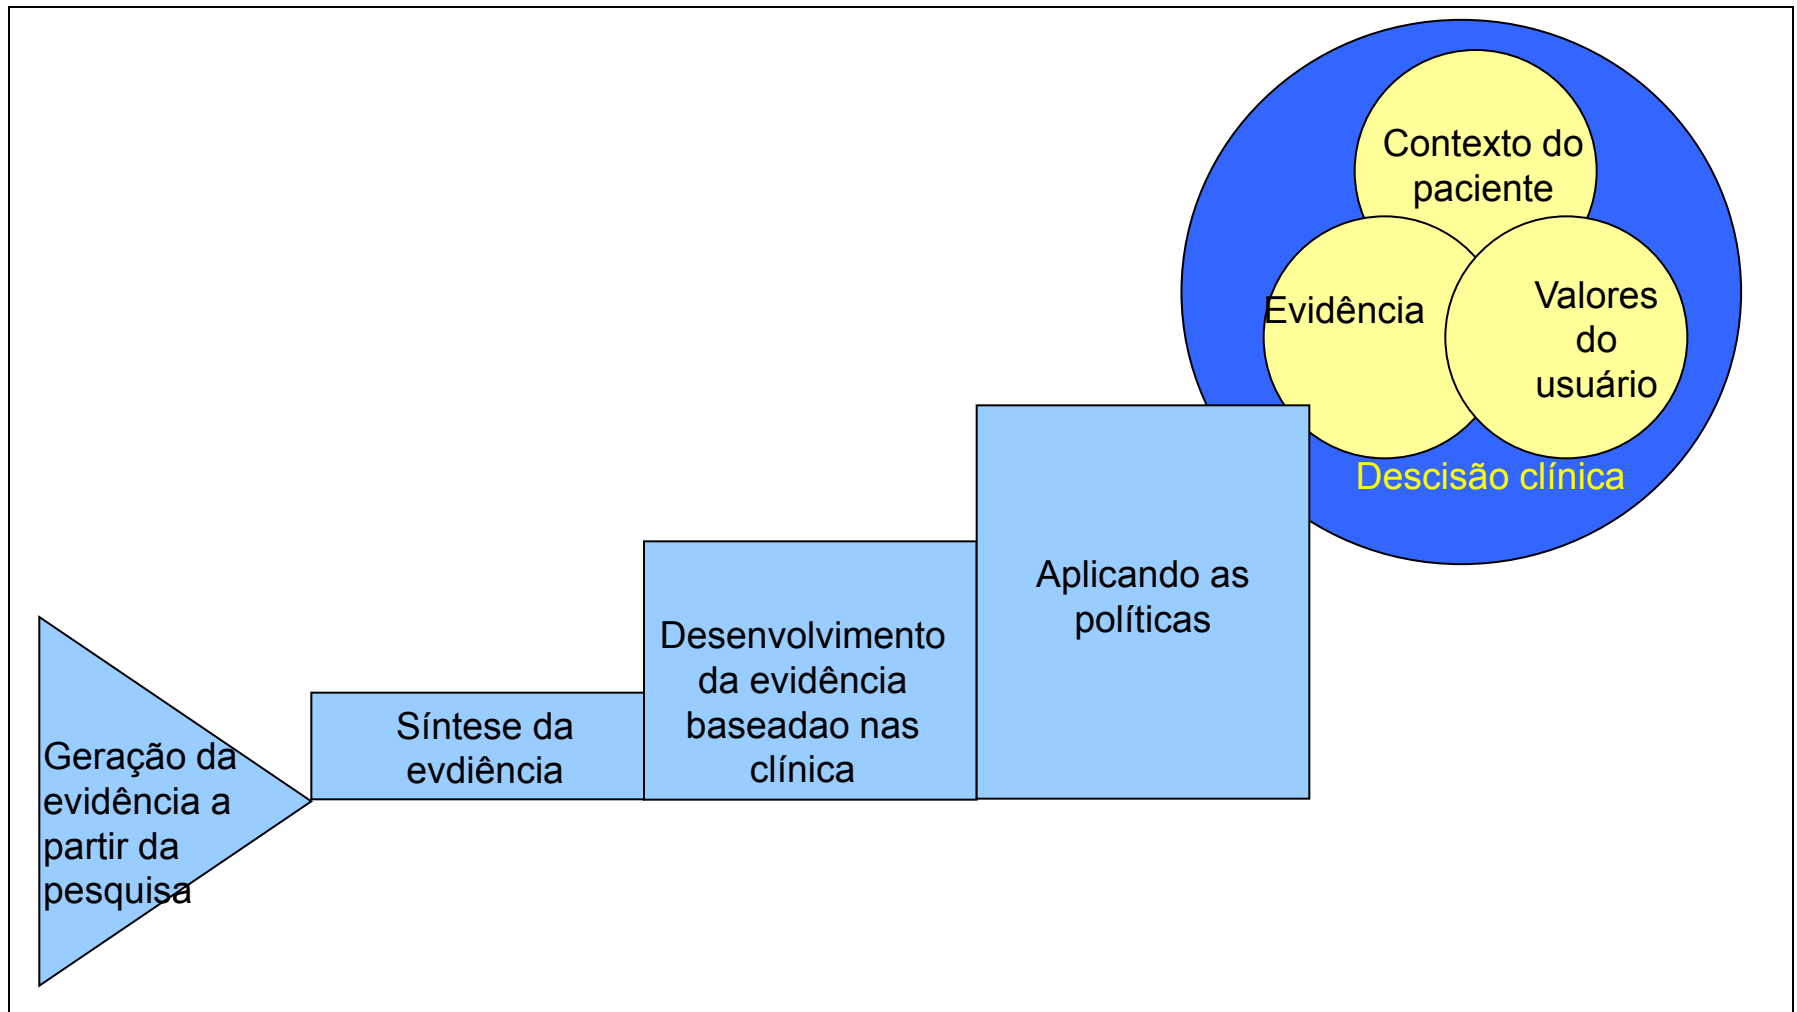 Geração da
evidência a
partir da
pesquisa
Síntese da
evdiência
Desenvolvimento
da evidência
baseadao nas
clínica
Aplicando as
políticas
Contexto do
paciente
Evidência
Valores
do
usuário
Descisão clínica